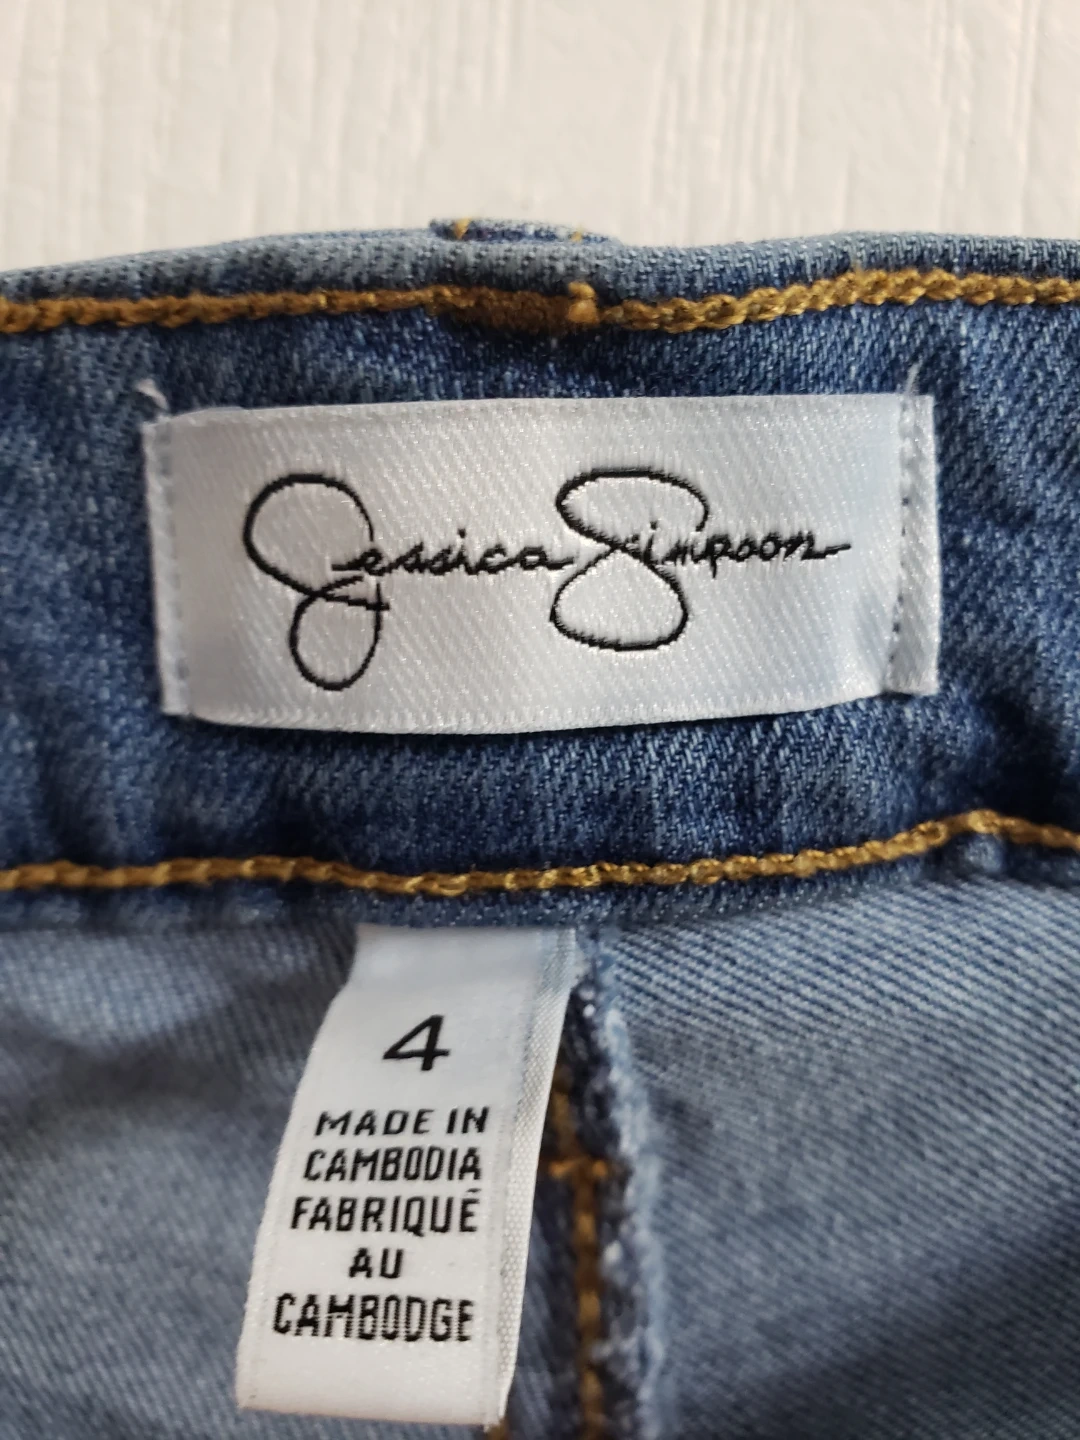 Jessica Simpson
4
MADE IN
CAMBODIA
FABRIQUÉ
AU
CAMBODGE